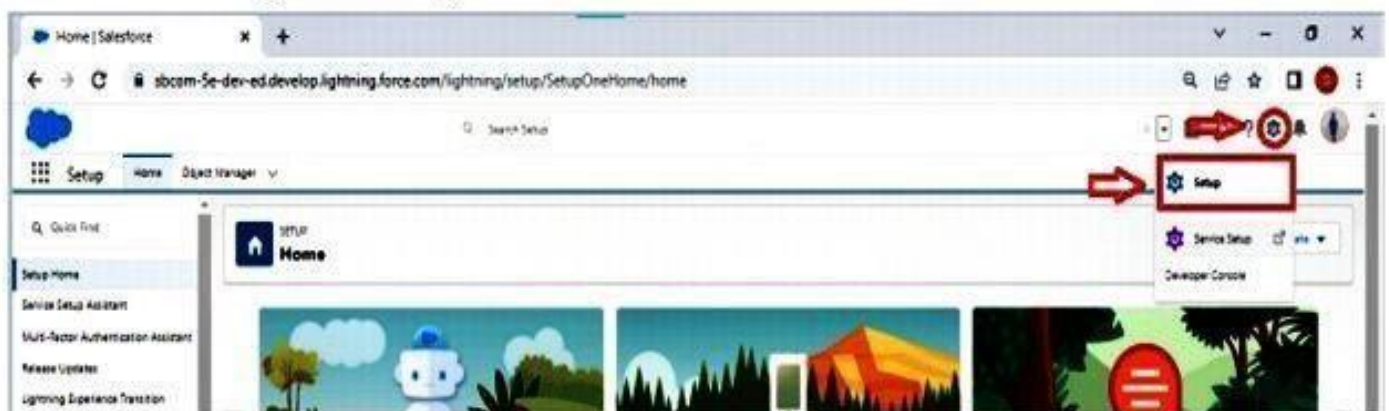 Home | Salesforce
sbcom-5e-dev-ed.develop.lightning.force.com/lightning/setup/SetupOneHome/home
Search Setup
Setup Home Object Manager
Setup
Quick Find
SETUP
Home
Service Setup
Developer Console
Setup Home
Service Setup Assistant
Multi-Factor Authentication Assistant
Release Updates
Lightning Experience Transition